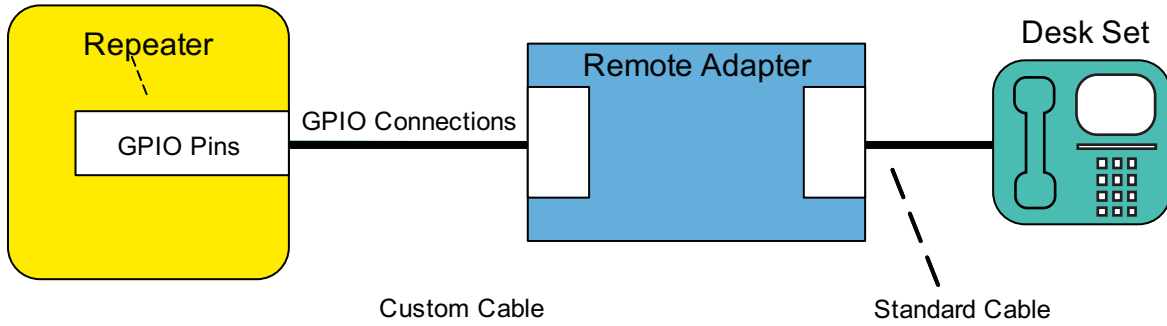 Repeater
GPIO Pins
GPIO Connections
Remote Adapter
Desk Set
Custom Cable
Standard Cable